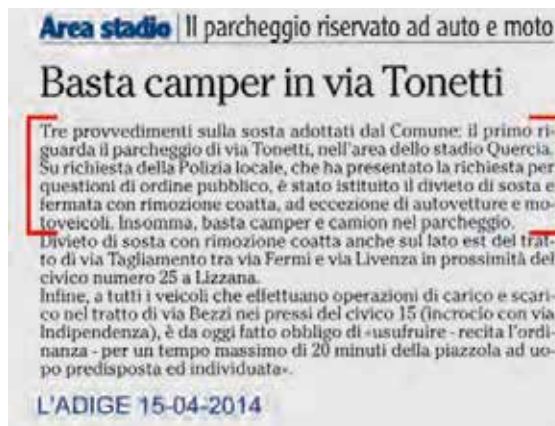 Area stadio | Il parcheggio riservato ad auto e moto
Basta camper in via Tonetti
Tre provvedimenti sulla sosta adottati dal Comune: il primo ri-
guarda il parcheggio di via Tonetti, nell'area dello stadio Quercia.
Su richiesta della Polizia locale, che ha presentato la richiesta per
questioni di ordine pubblico, è stato istituito il divieto di sosta e
fermata con rimozione coatta, ad eccezione di autovetture e mo-
toveicoli. Insomma, basta camper e camion nel parcheggio.
Divieto di sosta con rimozione coatta anche sul lato est del trat-
to di via Tagliamento tra via Fermi e via Livenza in prossimità del
civico numero 25 a Lizzana.
Infine, a tutti i veicoli che effettuano operazioni di carico e scari-
co nel tratto di via Bezzi nei pressi del civico 15 (incrocio con via
Indipendenza), è da oggi fatto obbligo di «usufruire - recita l'ordi-
nanza - per un tempo massimo di 20 minuti della piazzola ad uo-
po predisposta ed individuata».
L'ADIGE 15-04-2014